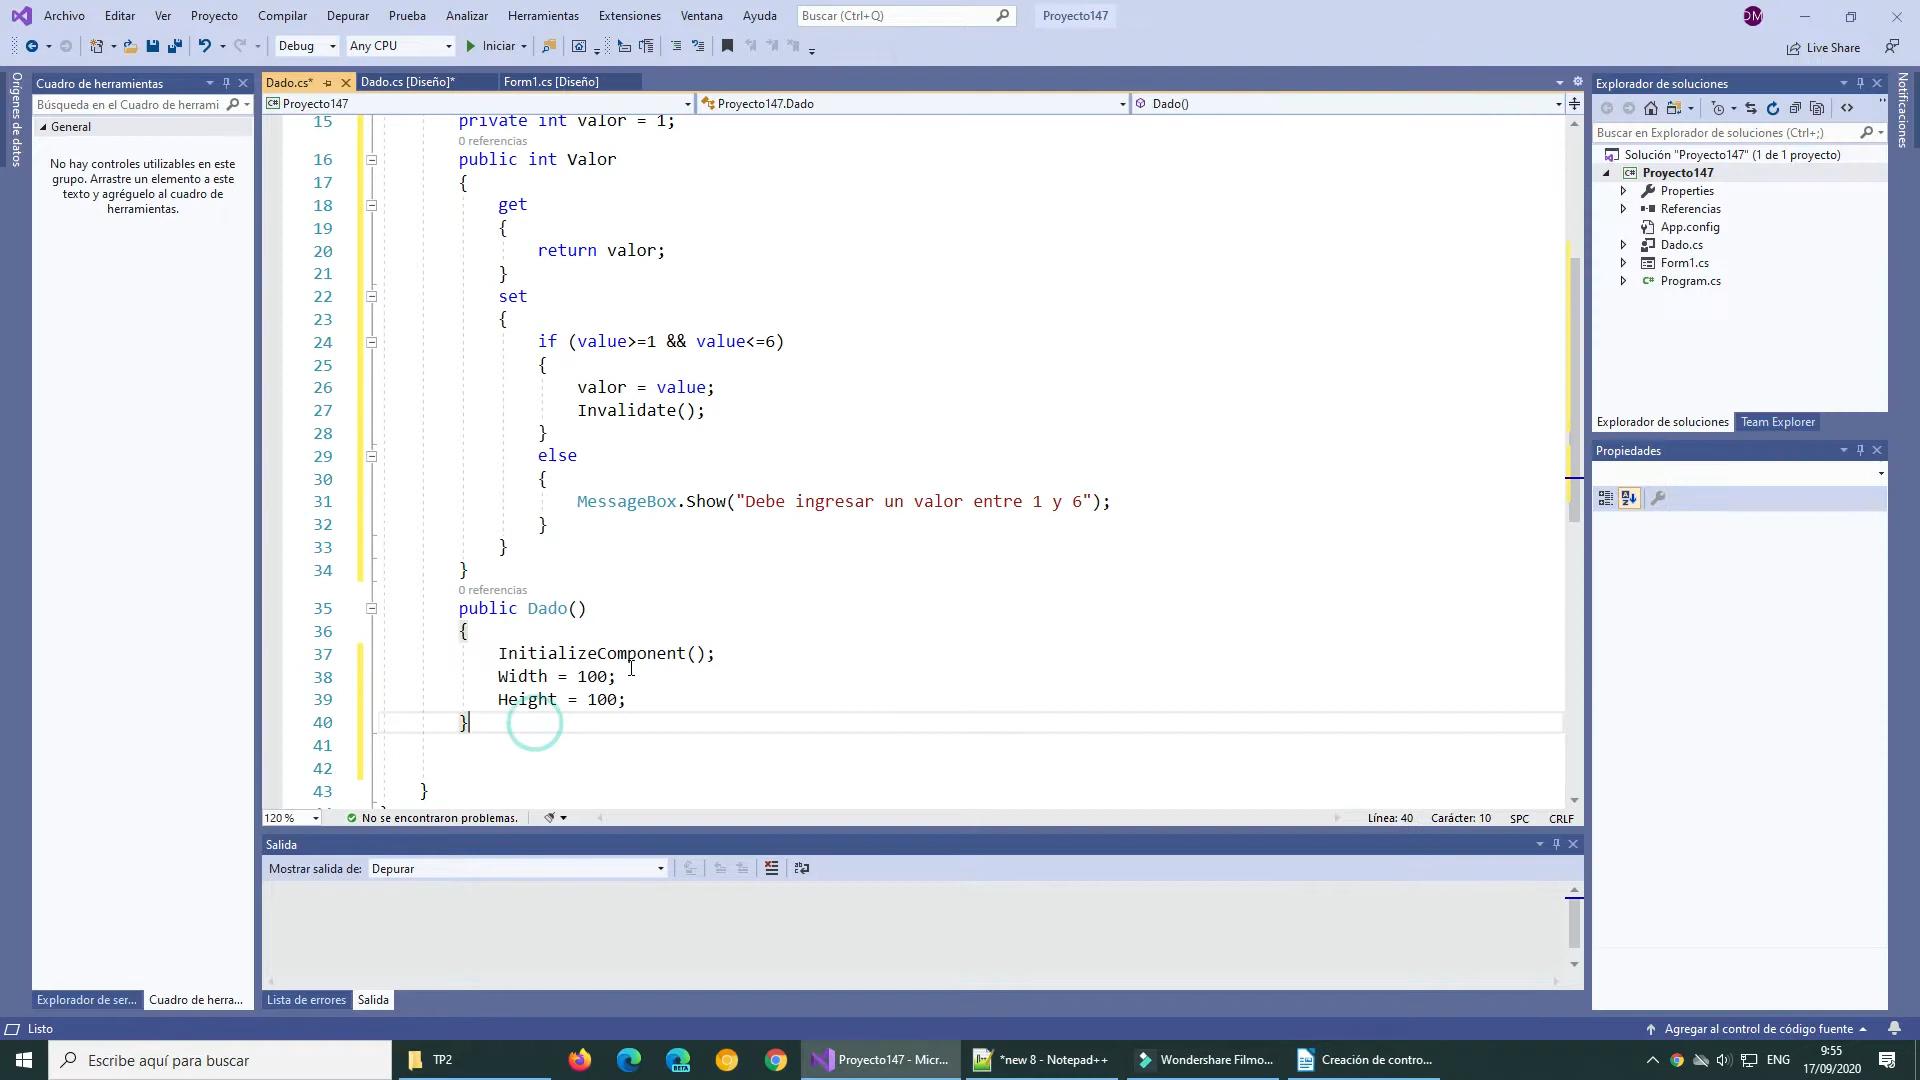 Archivo Editar Ver Proyecto Compilar Depurar Prueba Analizar Herramientas Extensiones Ventana Ayuda Buscar (Ctrl+Q) Proyecto147 DM
Debug Any CPU Iniciar Live Share
Orígenes de datos
Cuadro de herramientas
Búsqueda en el Cuadro de herrami
General
No hay controles utilizables en este
grupo. Arrastre un elemento a este
texto y agréguelo al cuadro de
herramientas.
Explorador de ser... Cuadro de herra...
Dado.cs* Dado.cs [Diseño]* Form1.cs [Diseño]
Proyecto147 Proyecto147.Dado Dado()
15 private int valor = 1;
0 referencias
16 public int Valor
17 {
18 get
19 {
20 return valor;
21 }
22 set
23 {
24 if (value>=1 && value<=6)
25 {
26 valor = value;
27 Invalidate();
28 }
29 else
30 {
31 MessageBox.Show("Debe ingresar un valor entre 1 y 6");
32 }
33 }
34 }
0 referencias
35 public Dado()
36 {
37 InitializeComponent();
38 Width = 100;
39 Height = 100;
40 }
41
42
43 }
120 % No se encontraron problemas. Línea: 40 Carácter: 10 SPC CRLF
Salida
Mostrar salida de: Depurar
Lista de errores Salida
Explorador de soluciones
Buscar en Explorador de soluciones (Ctrl+;)
Solución "Proyecto147" (1 de 1 proyecto)
C# Proyecto147
Properties
Referencias
App.config
Dado.cs
Form1.cs
C# Program.cs
Explorador de soluciones Team Explorer
Propiedades
Notificaciones
Listo Agregar al control de código fuente
Escribe aquí para buscar TP2 BETA Proyecto147 - Micr... *new 8 - Notepad++ Wondershare Filmo... Creación de contro... ENG 9:55
17/09/2020